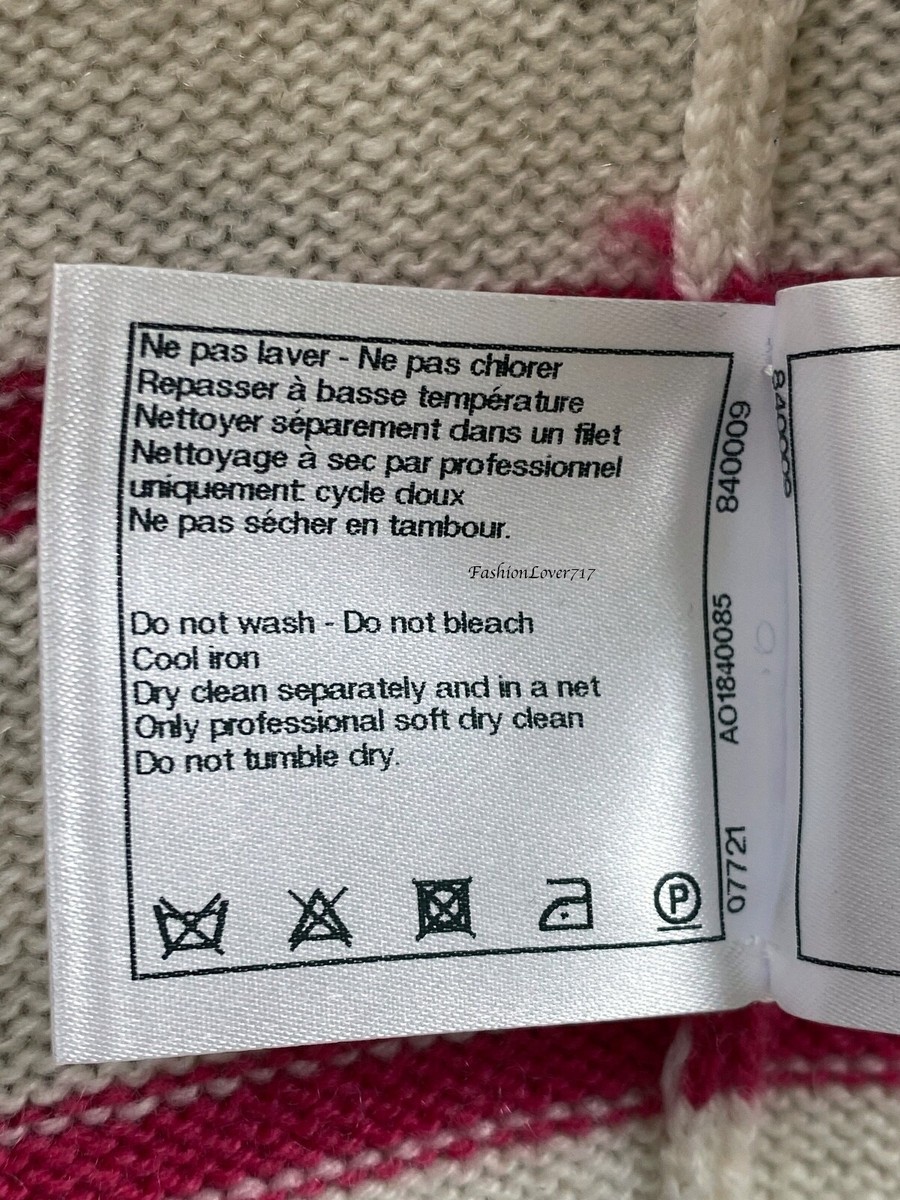 Ne pas laver - Ne pas chlorer
Repasser à basse température
Nettoyer séparement dans un filet
Nettoyage à sec par professionnel
uniquement: cycle doux
Ne pas sécher en tambour.
FashionLover717
Do not wash - Do not bleach
Cool iron
Dry clean separately and in a net
Only professional soft dry clean
Do not tumble dry.
P
07721 AO1840085 840009
840009